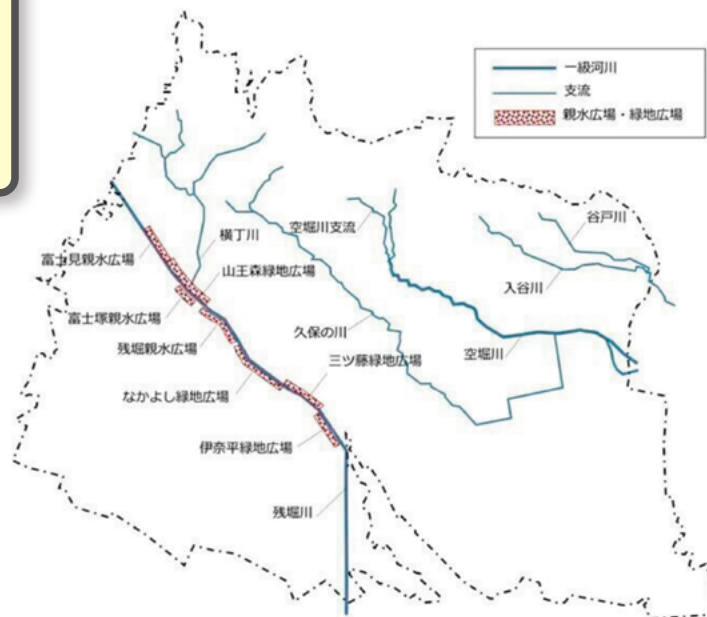 一級河川
支流
親水広場・緑地広場
谷戸川
空堀川支流
横丁川
富士見親水広場
山王森緑地広場
入谷川
富士塚親水広場
久保の川
残堀親水広場
空堀川
三ツ藤緑地広場
なかよし緑地広場
伊奈平緑地広場
残堀川